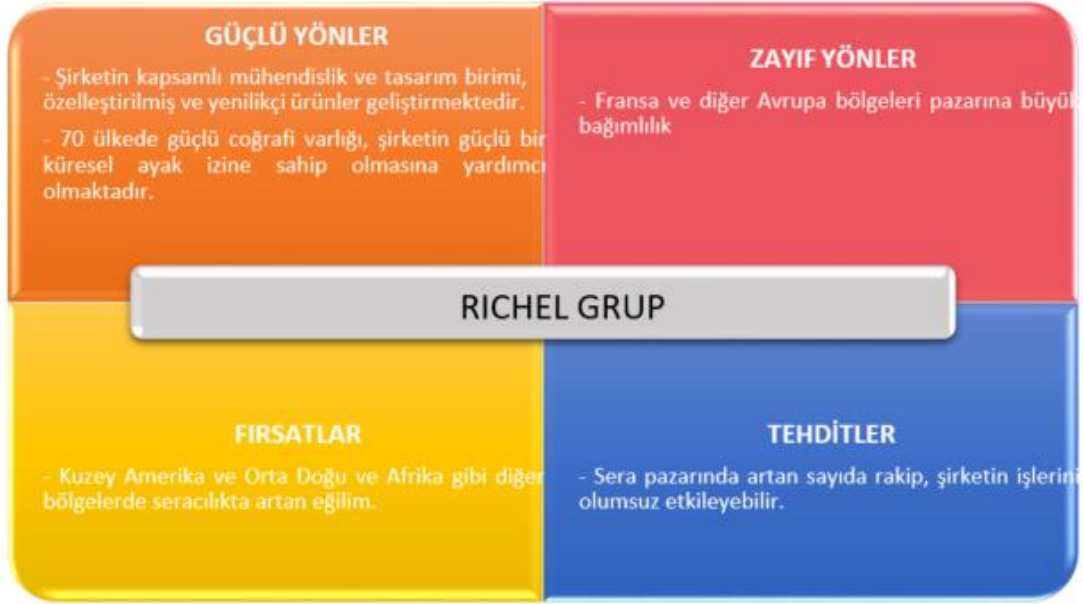 GÜÇLÜ YÖNLER
- Şirketin kapsamlı mühendislik ve tasarım birimi,
özelleştirilmiş ve yenilikçi ürünler geliştirmektedir.
- 70 ülkede güçlü coğrafi varlığı, şirketin güçlü bir
küresel ayak izine sahip olmasına yardımcı
olmaktadır.
ZAYIF YÖNLER
- Fransa ve diğer Avrupa bölgeleri pazarına büyük
bağımlılık
RICHEL GRUP
FIRSATLAR
- Kuzey Amerika ve Orta Doğu ve Afrika gibi diğer
bölgelerde seracılıkta artan eğilim.
TEHDİTLER
- Sera pazarında artan sayıda rakip, şirketin işlerini
olumsuz etkileyebilir.